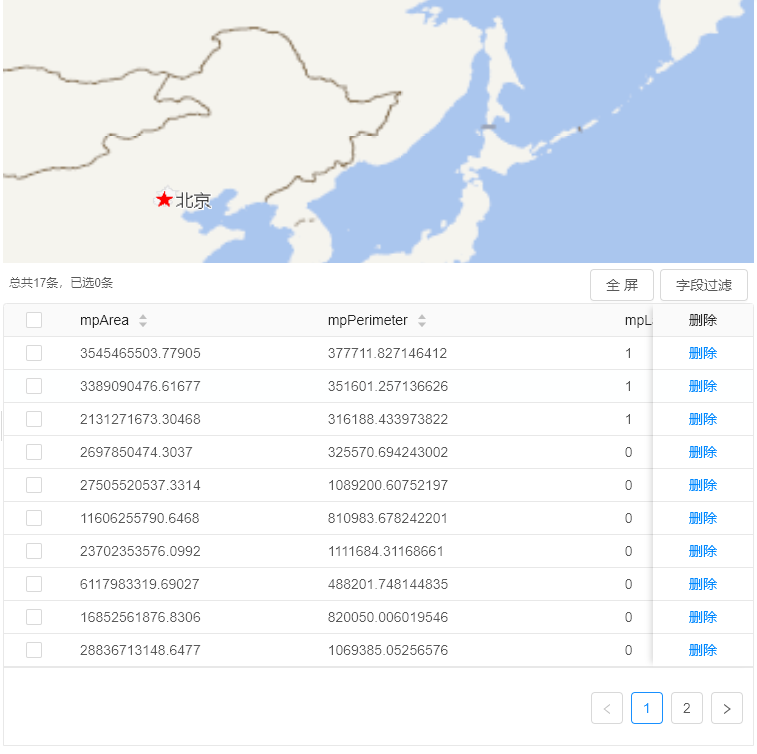 北京
总共17条，已选0条
全 屏 字段过滤
mpArea mpPerimeter mpL 删除
3545465503.77905 377711.827146412 1 删除
3389090476.61677 351601.257136626 1 删除
2131271673.30468 316188.433973822 1 删除
2697850474.3037 325570.694243002 0 删除
27505520537.3314 1089200.60752197 0 删除
11606255790.6468 810983.678242201 0 删除
23702353576.0992 1111684.31168661 0 删除
6117983319.69027 488201.748144835 0 删除
16852561876.8306 820050.006019546 0 删除
28836713148.6477 1069385.05256576 0 删除
< 1 2 >